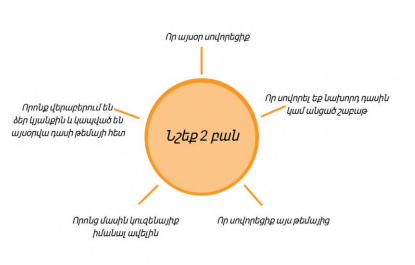 Որ այսօր սովորեցիք
Որ սովորել եք նախորդ դասին
կամ անցած շաբաթ
Որոնք վերաբերում են
ձեր կյանքին և կապված են
այսօրվա դասի թեմայի հետ
Նշեք 2 բան
Որոնց մասին կուզենայիք
իմանալ ավելին
Որ սովորեցիք այս թեմայից